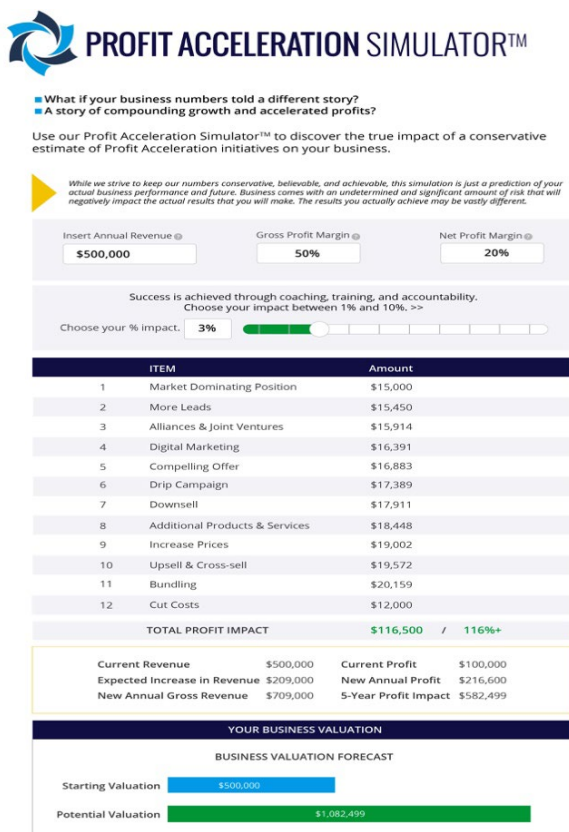 PROFIT ACCELERATION SIMULATOR™
What if your business numbers told a different story?
A story of compounding growth and accelerated profits?
Use our Profit Acceleration Simulator™ to discover the true impact of a conservative
estimate of Profit Acceleration initiatives on your business.
While we strive to keep our numbers conservative, believable, and achievable, this simulation is just a prediction of your
actual business performance and future. Business comes with an undetermined and significant amount of risk that will
negatively impact the actual results that you will make. The results you actually achieve may be vastly different.
Insert Annual Revenue Gross Profit Margin Net Profit Margin
$500,000 50% 20%
Success is achieved through coaching, training, and accountability.
Choose your impact between 1% and 10%. >>
Choose your % impact. 3%
ITEM Amount
1 Market Dominating Position $15,000
2 More Leads $15,450
3 Alliances & Joint Ventures $15,914
4 Digital Marketing $16,391
5 Compelling Offer $16,883
6 Drip Campaign $17,389
7 Downsell $17,911
8 Additional Products & Services $18,448
9 Increase Prices $19,002
10 Upsell & Cross-sell $19,572
11 Bundling $20,159
12 Cut Costs $12,000
TOTAL PROFIT IMPACT $116,500 / 116%+
Current Revenue $500,000 Current Profit $100,000
Expected Increase in Revenue $209,000 New Annual Profit $216,600
New Annual Gross Revenue $709,000 5-Year Profit Impact $582,499
YOUR BUSINESS VALUATION
BUSINESS VALUATION FORECAST
Starting Valuation $500,000
Potential Valuation $1,082,499